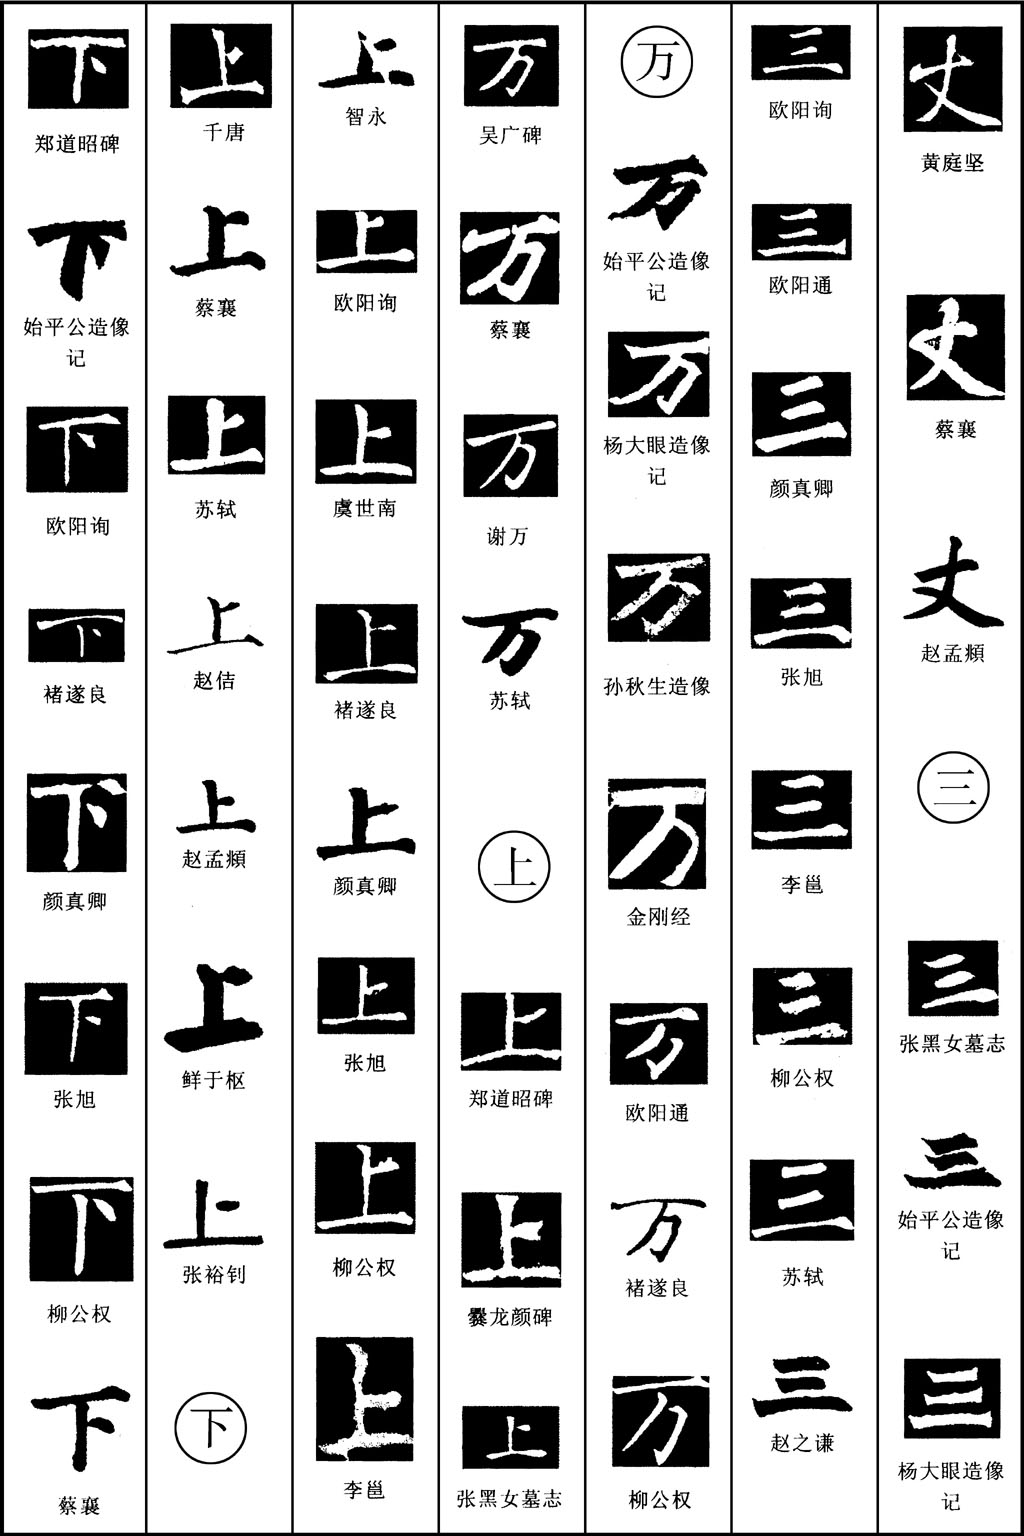 丈
黄庭坚
丈
蔡襄
丈
赵孟頫
三
三
张黑女墓志
三
始平公造像
记
三
杨大眼造像
记
三
欧阳询
三
欧阳通
三
颜真卿
三
张旭
三
李邕
三
柳公权
三
苏轼
三
赵之谦
万
万
始平公造像
记
万
杨大眼造像
记
万
孙秋生造像
万
金刚经
万
欧阳通
万
褚遂良
万
柳公权
万
吴广碑
万
蔡襄
万
谢万
万
苏轼
上
上
郑道昭碑
上
爨龙颜碑
上
张黑女墓志
上
智永
上
欧阳询
上
虞世南
上
褚遂良
上
颜真卿
上
张旭
上
柳公权
上
李邕
上
千唐
上
蔡襄
上
苏轼
上
赵佶
上
赵孟頫
上
鲜于枢
上
张裕钊
下
下
郑道昭碑
下
始平公造像
记
下
欧阳询
下
褚遂良
下
颜真卿
下
张旭
下
柳公权
下
蔡襄